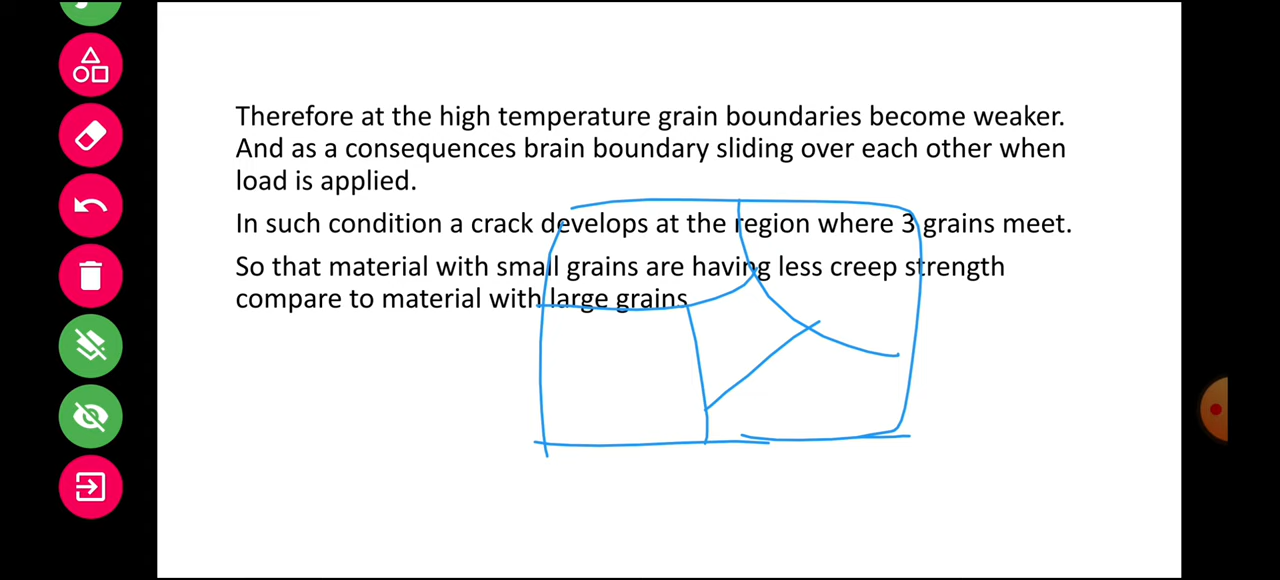 Therefore at the high temperature grain boundaries become weaker.
And as a consequences brain boundary sliding over each other when
load is applied.
In such condition a crack develops at the region where 3 grains meet.
So that material with small grains are having less creep strength
compare to material with large grains